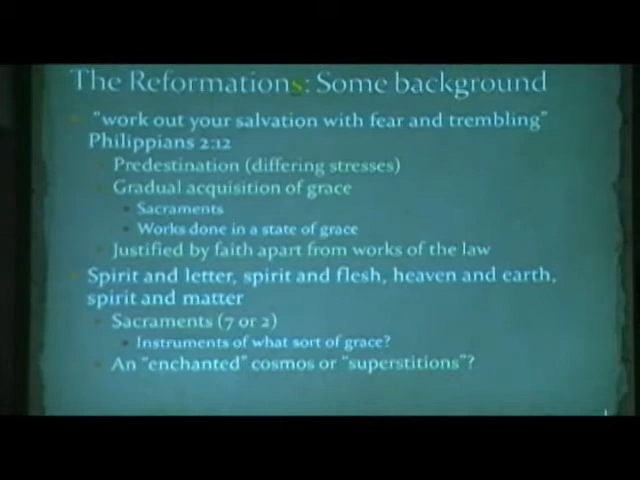 The Reformations: Some background
"work out your salvation with fear and trembling"
Philippians 2:12
Predestination (differing stresses)
Gradual acquisition of grace
Sacraments
Works done in a state of grace
Justified by faith apart from works of the law
Spirit and letter, spirit and flesh, heaven and earth,
spirit and matter
Sacraments (7 or 2)
Instruments of what sort of grace?
An "enchanted" cosmos or "superstitions"?